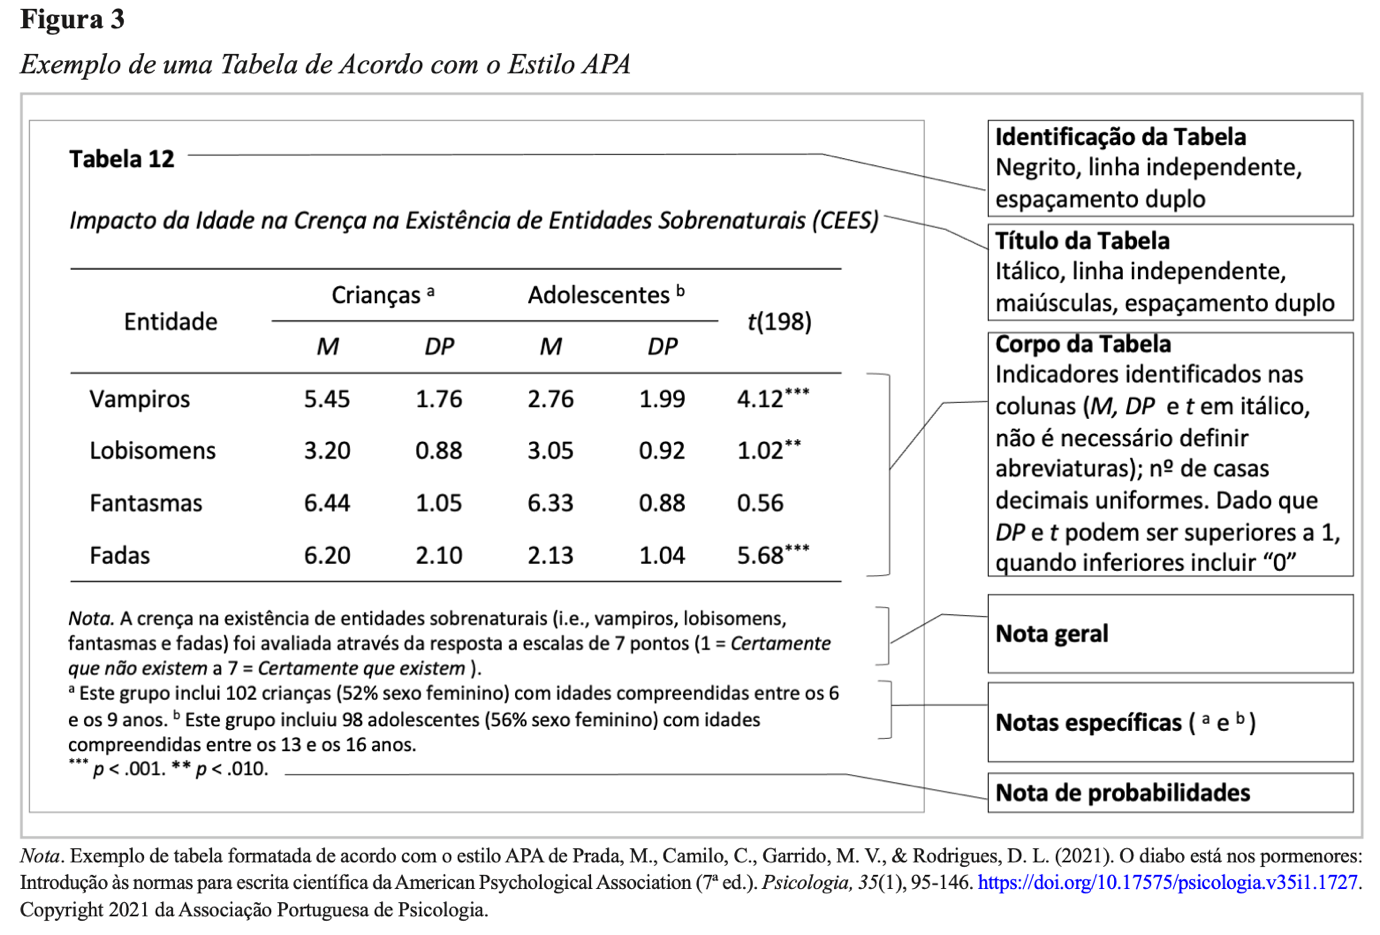 Figura 3
Exemplo de uma Tabela de Acordo com o Estilo APA
Tabela 12
Impacto da Idade na Crença na Existência de Entidades Sobrenaturais (CEES)
Entidade Crianças a Adolescentes b t(198)
M DP M DP
Vampiros 5.45 1.76 2.76 1.99 4.12***
Lobisomens 3.20 0.88 3.05 0.92 1.02**
Fantasmas 6.44 1.05 6.33 0.88 0.56
Fadas 6.20 2.10 2.13 1.04 5.68***
Nota. A crença na existência de entidades sobrenaturais (i.e., vampiros, lobisomens,
fantasmas e fadas) foi avaliada através da resposta a escalas de 7 pontos (1 = Certamente
que não existem a 7 = Certamente que existem ).
a Este grupo inclui 102 crianças (52% sexo feminino) com idades compreendidas entre os 6
e os 9 anos. b Este grupo incluiu 98 adolescentes (56% sexo feminino) com idades
compreendidas entre os 13 e os 16 anos.
*** p < .001. ** p < .010.
Identificação da Tabela
Negrito, linha independente,
espaçamento duplo
Título da Tabela
Itálico, linha independente,
maiúsculas, espaçamento duplo
Corpo da Tabela
Indicadores identificados nas
colunas (M, DP e t em itálico,
não é necessário definir
abreviaturas); nº de casas
decimais uniformes. Dado que
DP e t podem ser superiores a 1,
quando inferiores incluir “0”
Nota geral
Notas específicas ( a e b )
Nota de probabilidades
Nota. Exemplo de tabela formatada de acordo com o estilo APA de Prada, M., Camilo, C., Garrido, M. V., & Rodrigues, D. L. (2021). O diabo está nos pormenores:
Introdução às normas para escrita científica da American Psychological Association (7ª ed.). Psicologia, 35(1), 95-146. https://doi.org/10.17575/psicologia.v35i1.1727.
Copyright 2021 da Associação Portuguesa de Psicologia.